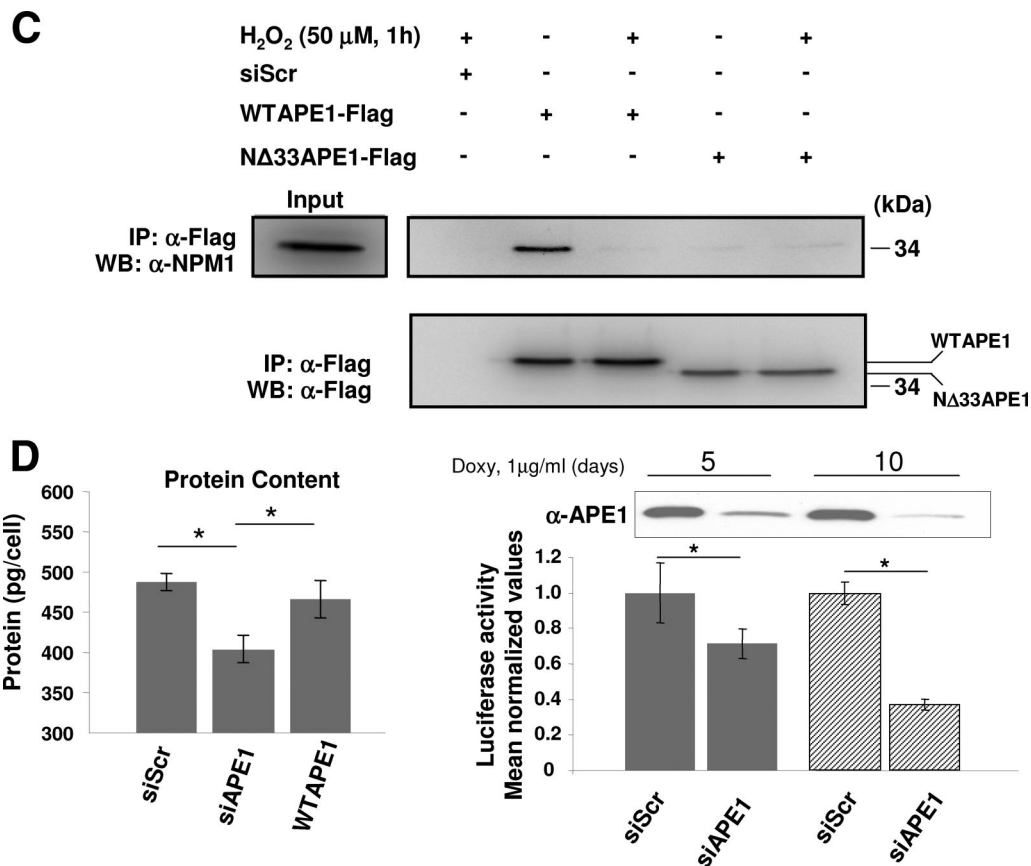 C
H₂O₂ (50 µM, 1h) + - + - +
siScr + - - - -
WTAPE1-Flag - + + - -
NΔ33APE1-Flag - - - + +
Input
(kDa)
IP: α-Flag
WB: α-NPM1
34
IP: α-Flag
WB: α-Flag
WTAPE1
34
NΔ33APE1
D
Protein Content
Protein (pg/cell)
600
550
500
450
400
350
300
* *
siScr siAPE1 WTAPE1
Doxy, 1µg/ml (days) 5 10
α-APE1
Luciferase activity
Mean normalized values
1.2
1.0
0.8
0.6
0.4
0.2
0
* *
siScr siAPE1 siScr siAPE1